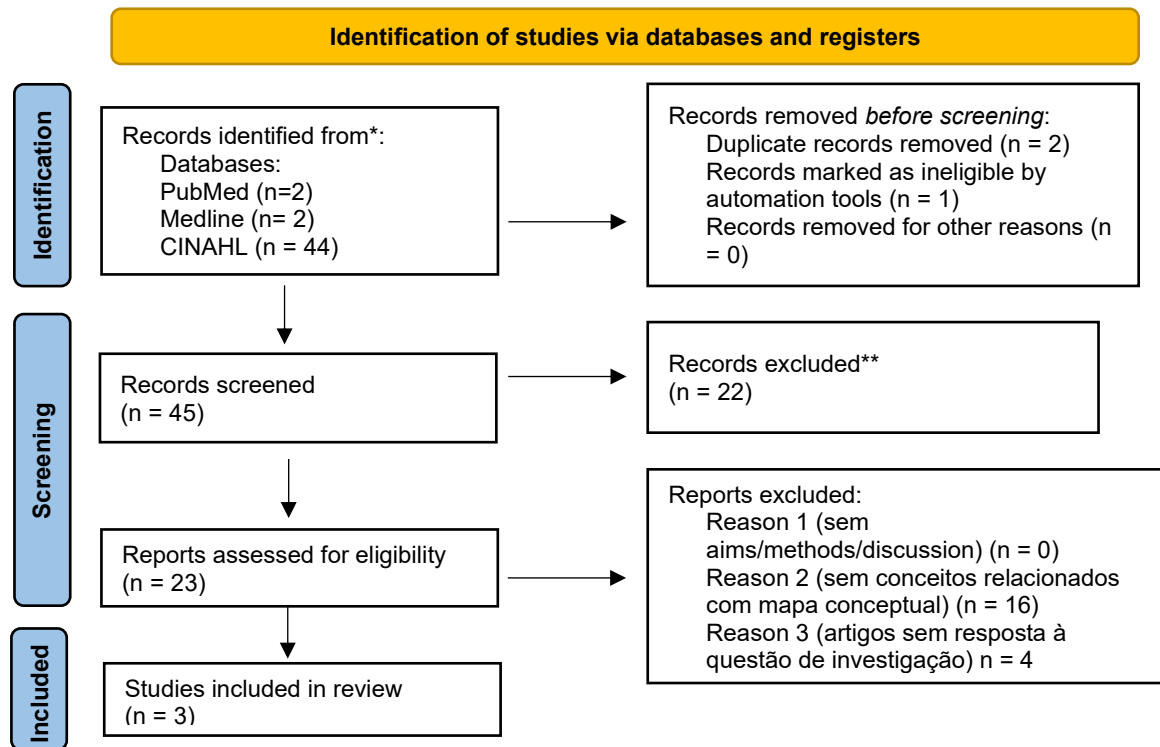 Identification of studies via databases and registers
Identification
Records identified from*:
Databases:
PubMed (n=2)
Medline (n= 2)
CINAHL (n = 44)
Records removed before screening:
Duplicate records removed (n = 2)
Records marked as ineligible by
automation tools (n = 1)
Records removed for other reasons (n
= 0)
Screening
Records screened
(n = 45)
Records excluded**
(n = 22)
Reports assessed for eligibility
(n = 23)
Reports excluded:
Reason 1 (sem
aims/methods/discussion) (n = 0)
Reason 2 (sem conceitos relacionados
com mapa conceptual) (n = 16)
Reason 3 (artigos sem resposta à
questão de investigação) n = 4
Included
Studies included in review
(n = 3)